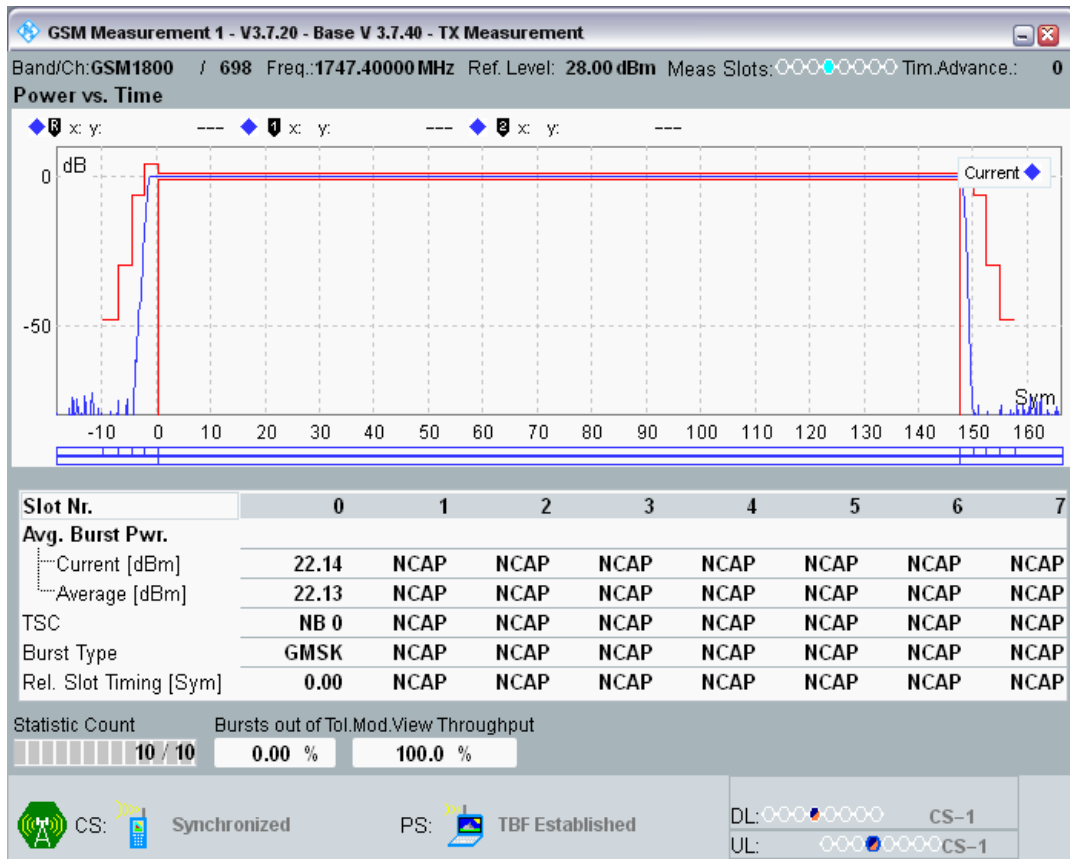 GSM Measurement 1 - V3.7.20 - Base V 3.7.40 - TX Measurement
Band/Ch:GSM1800 / 698 Freq.:1747.40000 MHz Ref. Level: 28.00 dBm Meas Slots: Tim.Advance.: 0
Power vs. Time
R x: y: --- 1 x: y: --- 2 x: y: ---
dB
Current
0
-50
Sym
-10 0 10 20 30 40 50 60 70 80 90 100 110 120 130 140 150 160
Slot Nr. 0 1 2 3 4 5 6 7
Avg. Burst Pwr.
Current [dBm] 22.14 NCAP NCAP NCAP NCAP NCAP NCAP NCAP
Average [dBm] 22.13 NCAP NCAP NCAP NCAP NCAP NCAP NCAP
TSC NB 0 NCAP NCAP NCAP NCAP NCAP NCAP NCAP
Burst Type GMSK NCAP NCAP NCAP NCAP NCAP NCAP NCAP
Rel. Slot Timing [Sym] 0.00 NCAP NCAP NCAP NCAP NCAP NCAP NCAP
Statistic Count Bursts out of Tol.Mod.View Throughput
10 / 10 0.00 % 100.0 %
CS: Synchronized PS: TBF Established DL: CS-1
UL: CS-1